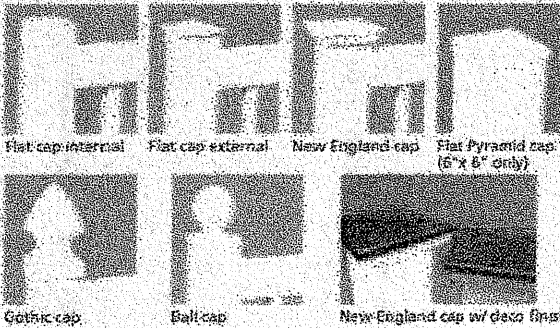 Flat cap internal
Flat cap external
New England cap
Flat Pyramid cap
(6"x 6" only)
Gothic cap
Ball cap
New England cap w/ deco